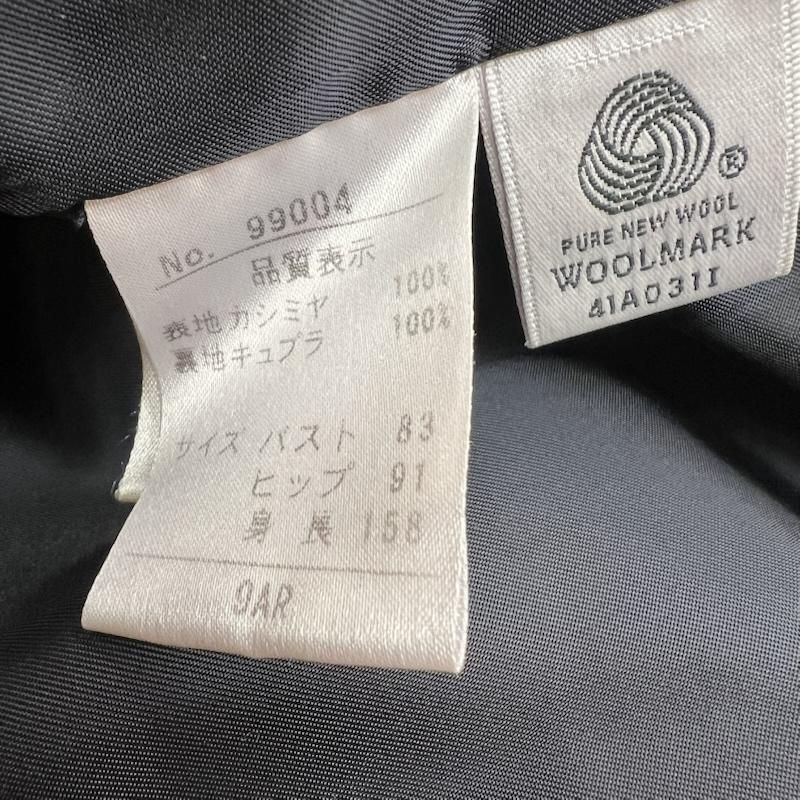 No. 99004
品質表示
表地 カシミヤ 100%
裏地 キュプラ 100%
サイズ バスト 83
ヒップ 91
身長 158
9AR
®
PURE NEW WOOL
WOOLMARK
41A031I